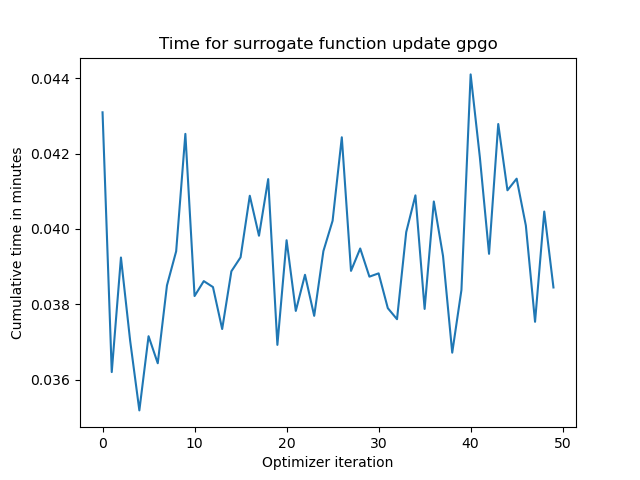 Time for surrogate function update gpgo
0.044
0.042
0.040
0.038
0.036
Cumulative time in minutes
0 10 20 30 40 50
Optimizer iteration